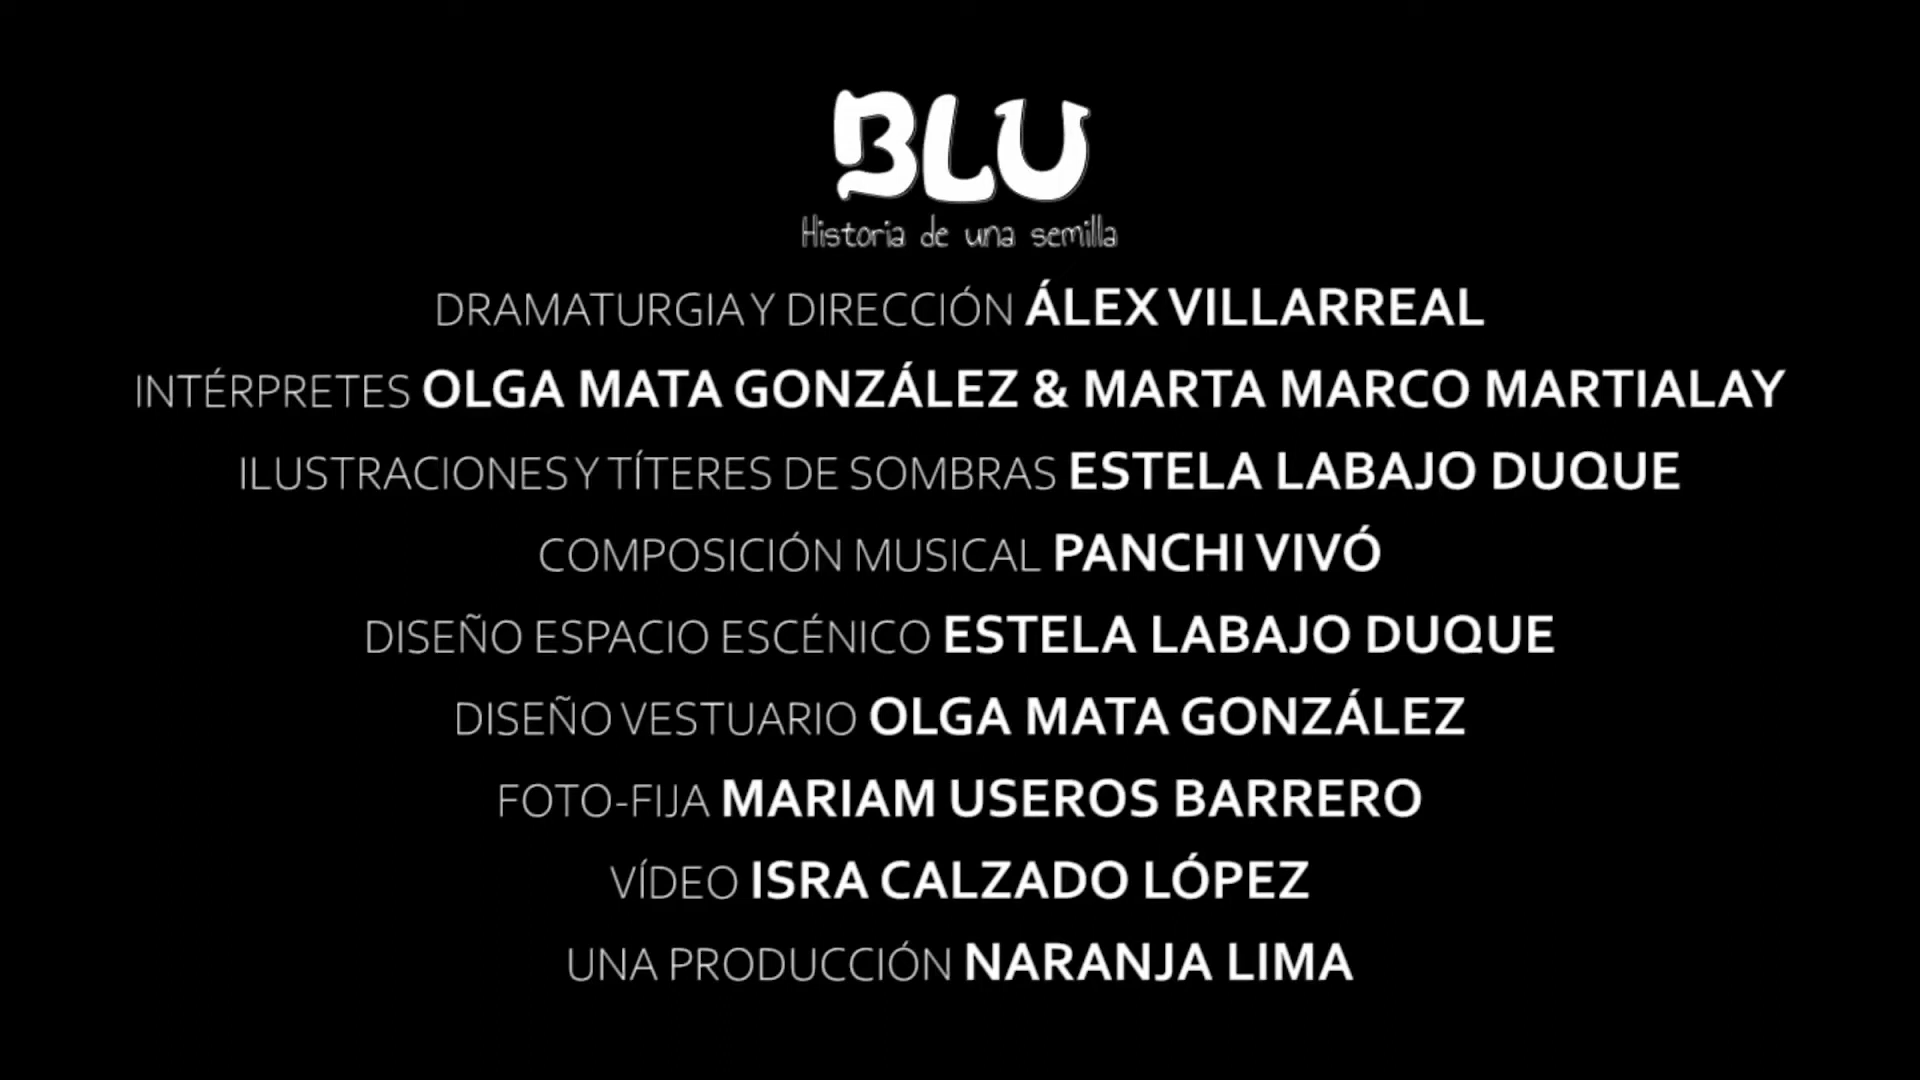 BLU
Historia de una semilla
DRAMATURGIA Y DIRECCIÓN ÁLEX VILLARREAL
INTÉRPRETES OLGA MATA GONZÁLEZ & MARTA MARCO MARTIALAY
ILUSTRACIONES Y TÍTERES DE SOMBRAS ESTELA LABAJO DUQUE
COMPOSICIÓN MUSICAL PANCHI VIVÓ
DISEÑO ESPACIO ESCÉNICO ESTELA LABAJO DUQUE
DISEÑO VESTUARIO OLGA MATA GONZÁLEZ
FOTO-FIJA MARIAM USEROS BARRERO
VÍDEO ISRA CALZADO LÓPEZ
UNA PRODUCCIÓN NARANJA LIMA